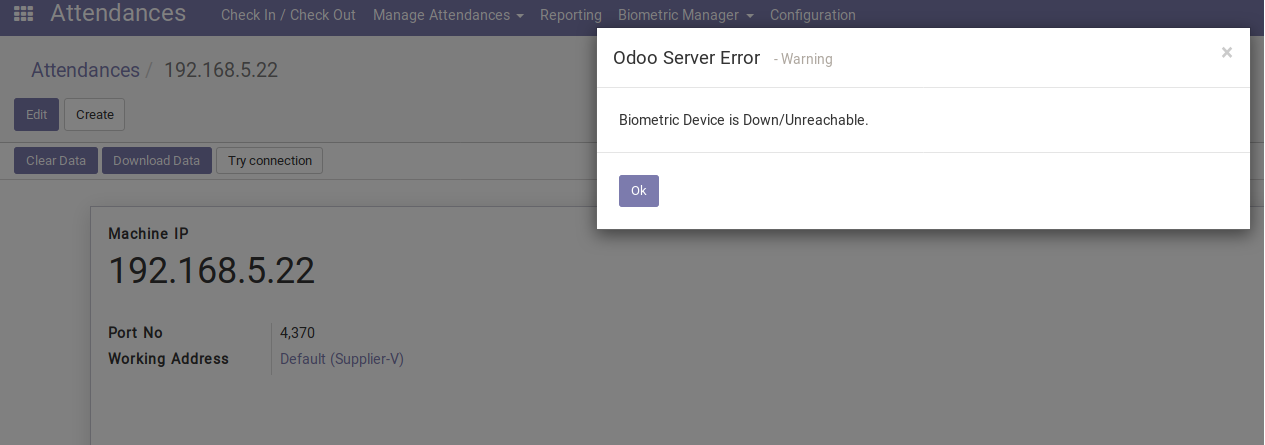 Attendances Check In / Check Out Manage Attendances Reporting Biometric Manager Configuration
Attendances / 192.168.5.22
Edit Create
Clear Data Download Data Try connection
Machine IP
192.168.5.22
Port No 4,370
Working Address Default (Supplier-V)
Odoo Server Error - Warning ×
Biometric Device is Down/Unreachable.
Ok